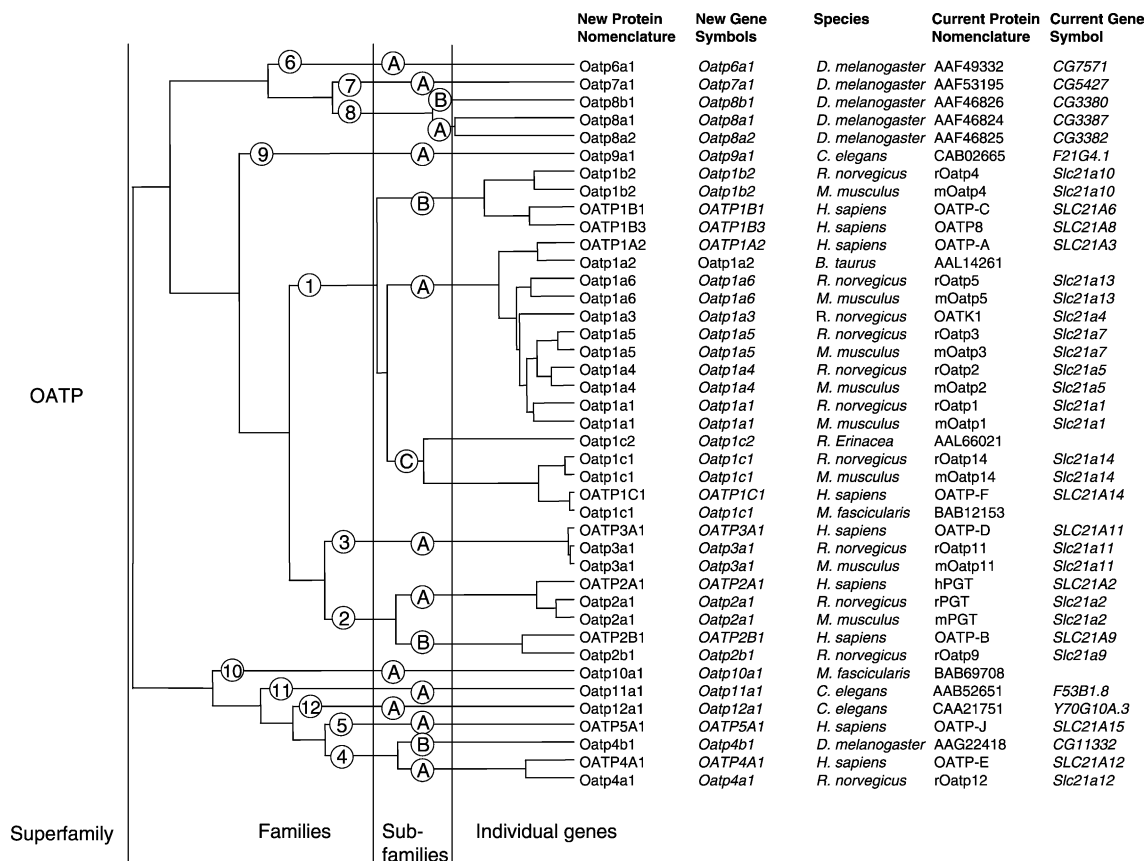 New Protein Nomenclature New Gene Symbols Species Current Protein Nomenclature Current Gene Symbol
6 A Oatp6a1 Oatp6a1 D. melanogaster AAF49332 CG7571
7 A Oatp7a1 Oatp7a1 D. melanogaster AAF53195 CG5427
B Oatp8b1 Oatp8b1 D. melanogaster AAF46826 CG3380
8 Oatp8a1 Oatp8a1 D. melanogaster AAF46824 CG3387
A Oatp8a2 Oatp8a2 D. melanogaster AAF46825 CG3382
9 A Oatp9a1 Oatp9a1 C. elegans CAB02665 F21G4.1
Oatp1b2 Oatp1b2 R. norvegicus rOatp4 Slc21a10
Oatp1b2 Oatp1b2 M. musculus mOatp4 Slc21a10
B OATP1B1 OATP1B1 H. sapiens OATP-C SLC21A6
OATP1B3 OATP1B3 H. sapiens OATP8 SLC21A8
OATP1A2 OATP1A2 H. sapiens OATP-A SLC21A3
Oatp1a2 Oatp1a2 B. taurus AAL14261
1 A Oatp1a6 Oatp1a6 R. norvegicus rOatp5 Slc21a13
Oatp1a6 Oatp1a6 M. musculus mOatp5 Slc21a13
Oatp1a3 Oatp1a3 R. norvegicus OATK1 Slc21a4
Oatp1a5 Oatp1a5 R. norvegicus rOatp3 Slc21a7
Oatp1a5 Oatp1a5 M. musculus mOatp3 Slc21a7
Oatp1a4 Oatp1a4 R. norvegicus rOatp2 Slc21a5
Oatp1a4 Oatp1a4 M. musculus mOatp2 Slc21a5
OATP
Oatp1a1 Oatp1a1 R. norvegicus rOatp1 Slc21a1
Oatp1a1 Oatp1a1 M. musculus mOatp1 Slc21a1
Oatp1c2 Oatp1c2 R. Erinacea AAL66021
C Oatp1c1 Oatp1c1 R. norvegicus rOatp14 Slc21a14
Oatp1c1 Oatp1c1 M. musculus mOatp14 Slc21a14
OATP1C1 OATP1C1 H. sapiens OATP-F SLC21A14
Oatp1c1 Oatp1c1 M. fascicularis BAB12153
OATP3A1 OATP3A1 H. sapiens OATP-D SLC21A11
3 A Oatp3a1 Oatp3a1 R. norvegicus rOatp11 Slc21a11
Oatp3a1 Oatp3a1 M. musculus mOatp11 Slc21a11
OATP2A1 OATP2A1 H. sapiens hPGT SLC21A2
A Oatp2a1 Oatp2a1 R. norvegicus rPGT Slc21a2
2 Oatp2a1 Oatp2a1 M. musculus mPGT Slc21a2
B OATP2B1 OATP2B1 H. sapiens OATP-B SLC21A9
Oatp2b1 Oatp2b1 R. norvegicus rOatp9 Slc21a9
10 A Oatp10a1 Oatp10a1 M. fascicularis BAB69708
11 A Oatp11a1 Oatp11a1 C. elegans AAB52651 F53B1.8
12 A Oatp12a1 Oatp12a1 C. elegans CAA21751 Y70G10A.3
5 A OATP5A1 OATP5A1 H. sapiens OATP-J SLC21A15
B Oatp4b1 Oatp4b1 D. melanogaster AAG22418 CG11332
4 A OATP4A1 OATP4A1 H. sapiens OATP-E SLC21A12
Oatp4a1 Oatp4a1 R. norvegicus rOatp12 Slc21a12
Superfamily Families Sub-families Individual genes